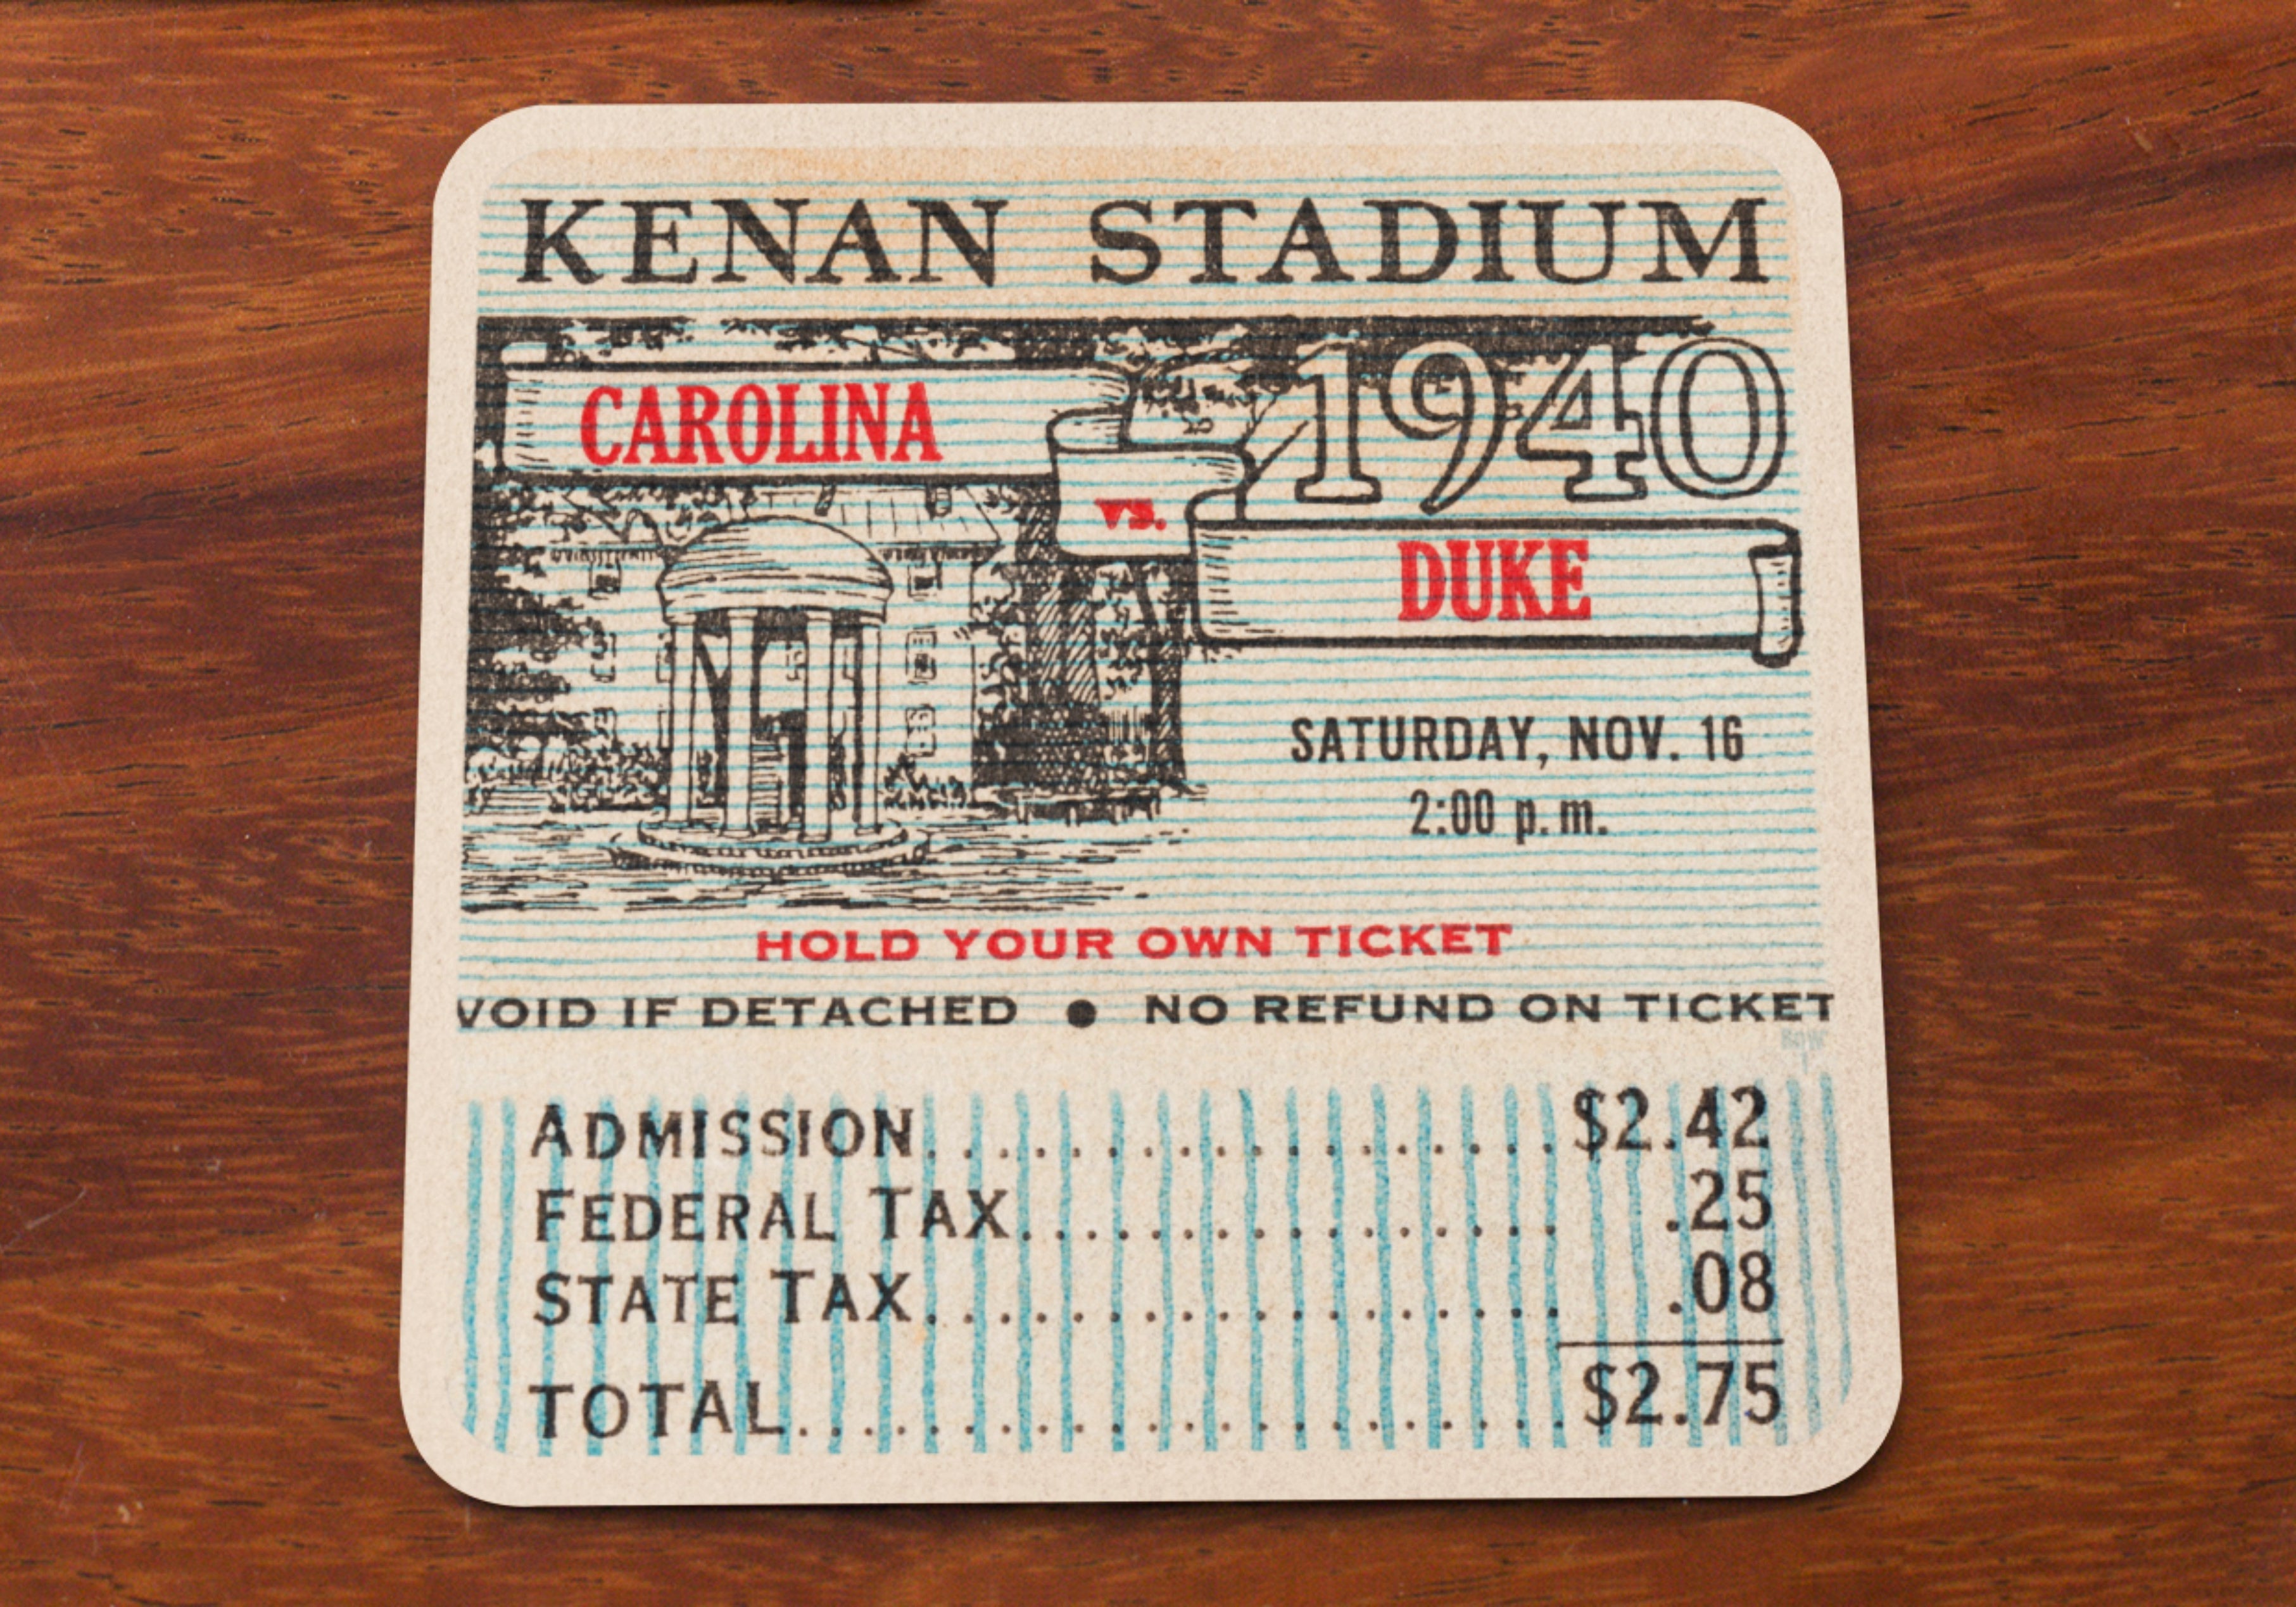 KENAN STADIUM
CAROLINA
1940
vs.
DUKE
SATURDAY, NOV. 16
2:00 p.m.
HOLD YOUR OWN TICKET
VOID IF DETACHED ● NO REFUND ON TICKET
ROW
ADMISSION....................$2.42
FEDERAL TAX................. .25
STATE TAX.................... .08
TOTAL........................$2.75